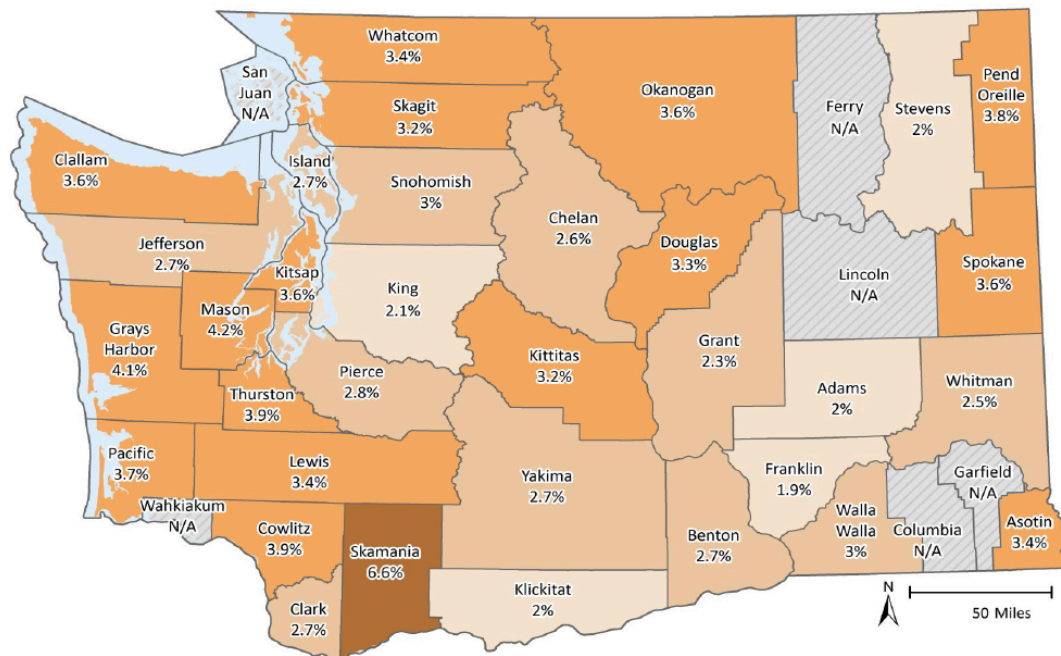 Whatcom
3.4%
San
Juan
N/A
Skagit
3.2%
Okanogan
3.6%
Ferry
N/A
Stevens
2%
Pend
Oreille
3.8%
Clallam
3.6%
Island
2.7%
Snohomish
3%
Chelan
2.6%
Jefferson
2.7%
Kitsap
3.6%
King
2.1%
Douglas
3.3%
Lincoln
N/A
Spokane
3.6%
Mason
4.2%
Grays
Harbor
4.1%
Pierce
2.8%
Kittitas
3.2%
Grant
2.3%
Adams
2%
Whitman
2.5%
Thurston
3.9%
Pacific
3.7%
Lewis
3.4%
Yakima
2.7%
Franklin
1.9%
Garfield
N/A
Wahkiakum
N/A
Cowlitz
3.9%
Skamania
6.6%
Benton
2.7%
Walla
Walla
3%
Columbia
N/A
Asotin
3.4%
Clark
2.7%
Klickitat
2%
N
50 Miles